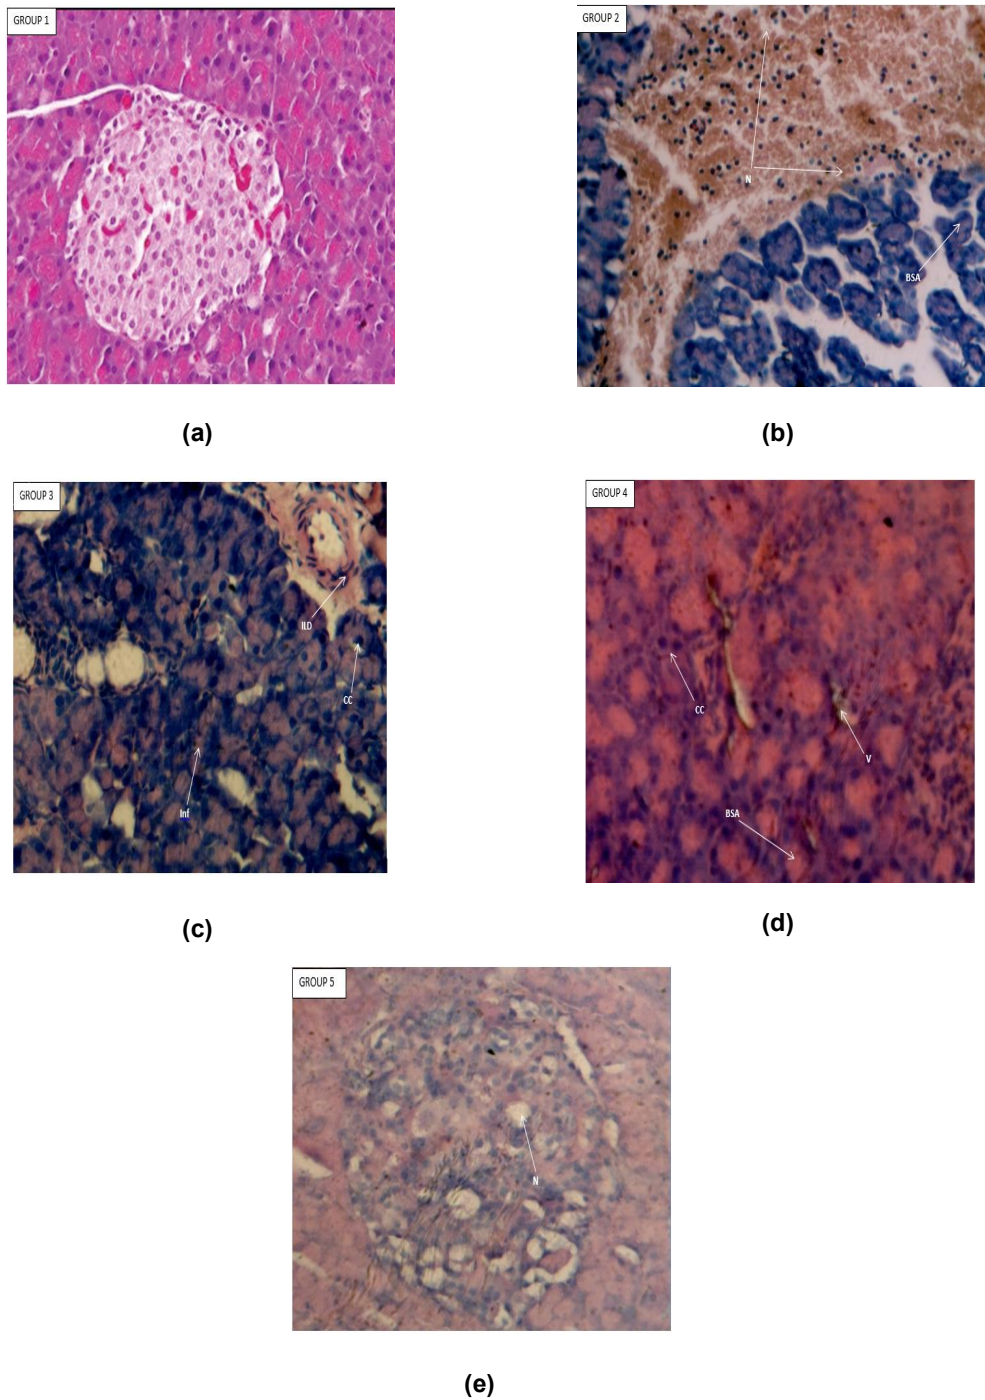 GROUP 1
(a)
GROUP 2
N
BSA
(b)
GROUP 3
ILD
CC
Inf
(c)
GROUP 4
CC
V
BSA
(d)
GROUP 5
N
(e)